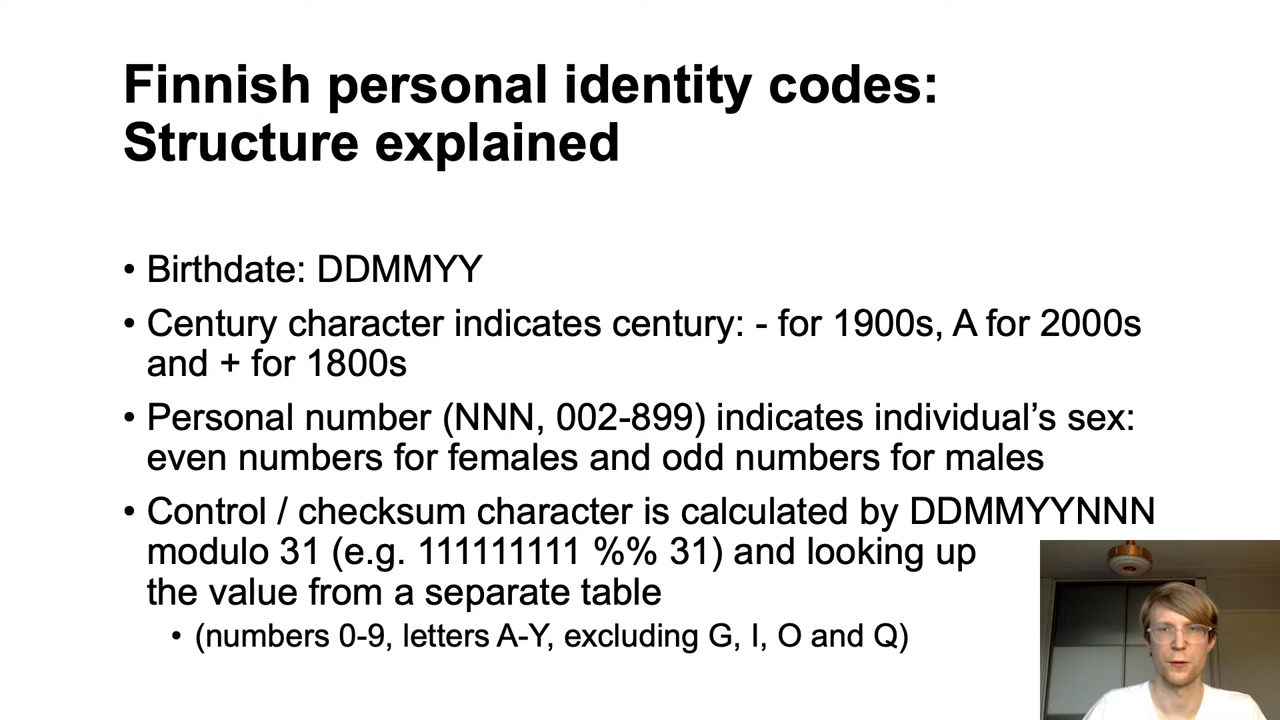 Finnish personal identity codes:
Structure explained
• Birthdate: DDMMYY
• Century character indicates century: - for 1900s, A for 2000s
and + for 1800s
• Personal number (NNN, 002-899) indicates individual’s sex:
even numbers for females and odd numbers for males
• Control / checksum character is calculated by DDMMYYNNN
modulo 31 (e.g. 111111111 %% 31) and looking up
the value from a separate table
• (numbers 0-9, letters A-Y, excluding G, I, O and Q)